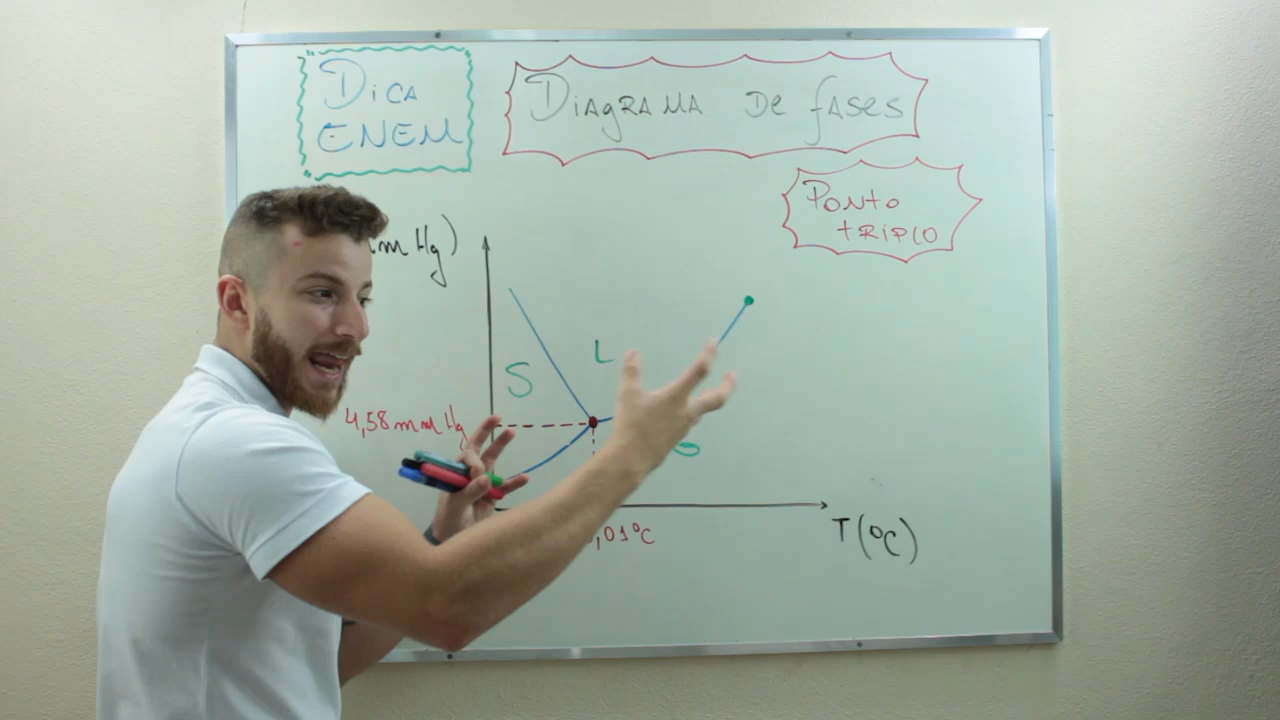 Dica
ENEM
Diagrama de fases
Ponto
triplo
mm Hg)
S
L
4,58 mm Hg
,01°C
T(°C)